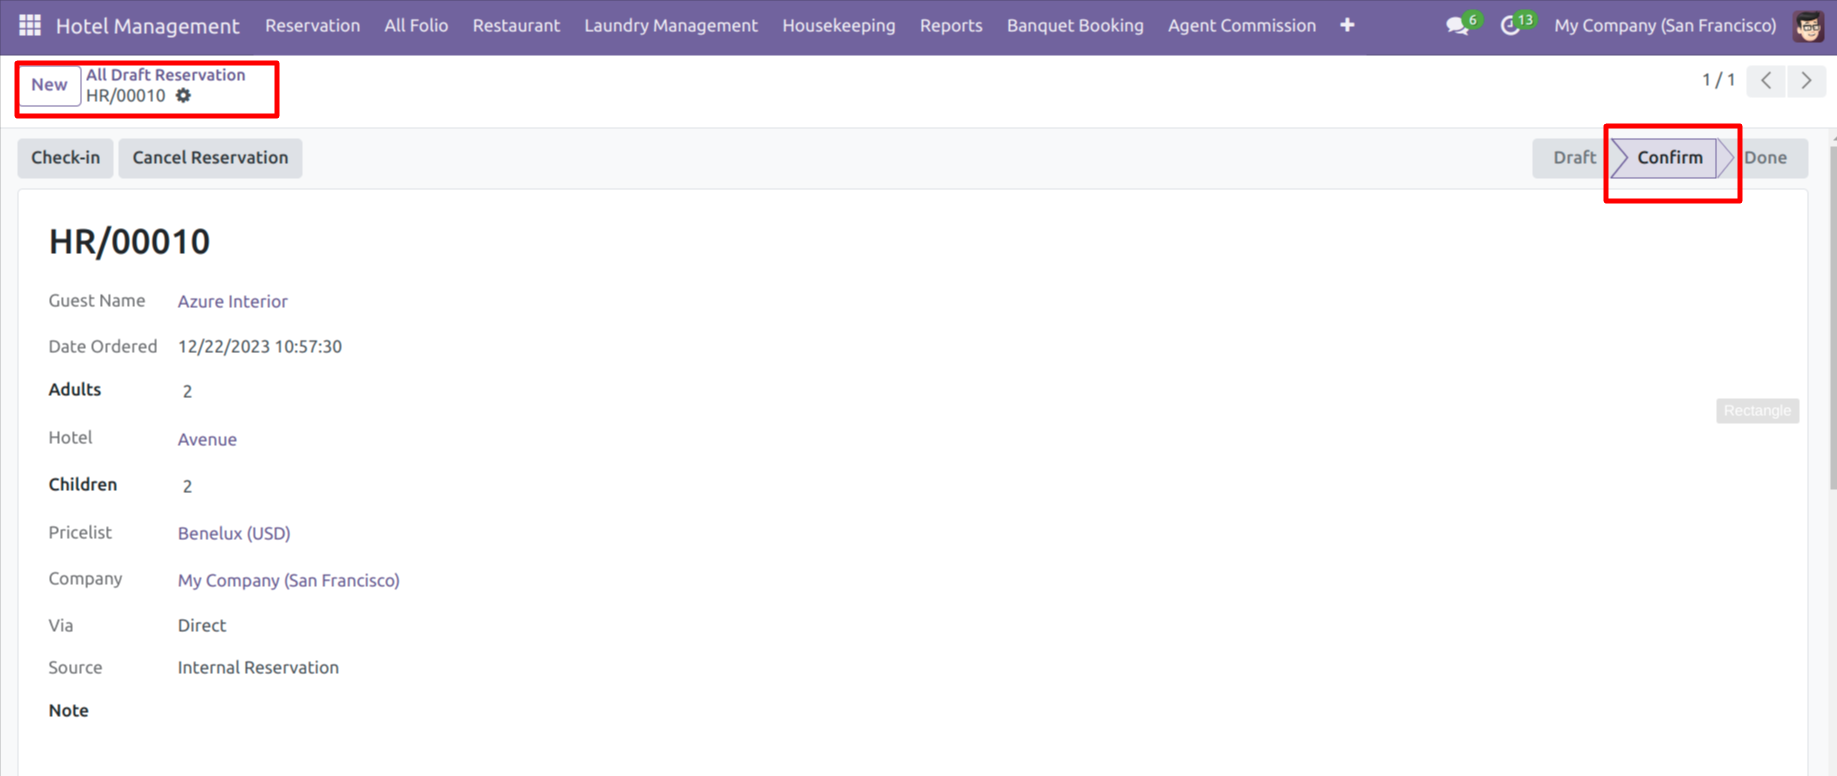 Hotel Management Reservation All Folio Restaurant Laundry Management Housekeeping Reports Banquet Booking Agent Commission + 6 13 My Company (San Francisco)
New All Draft Reservation
HR/00010
1 / 1
Check-in Cancel Reservation Draft Confirm Done
HR/00010
Guest Name Azure Interior
Date Ordered 12/22/2023 10:57:30
Adults 2
Rectangle
Hotel Avenue
Children 2
Pricelist Benelux (USD)
Company My Company (San Francisco)
Via Direct
Source Internal Reservation
Note